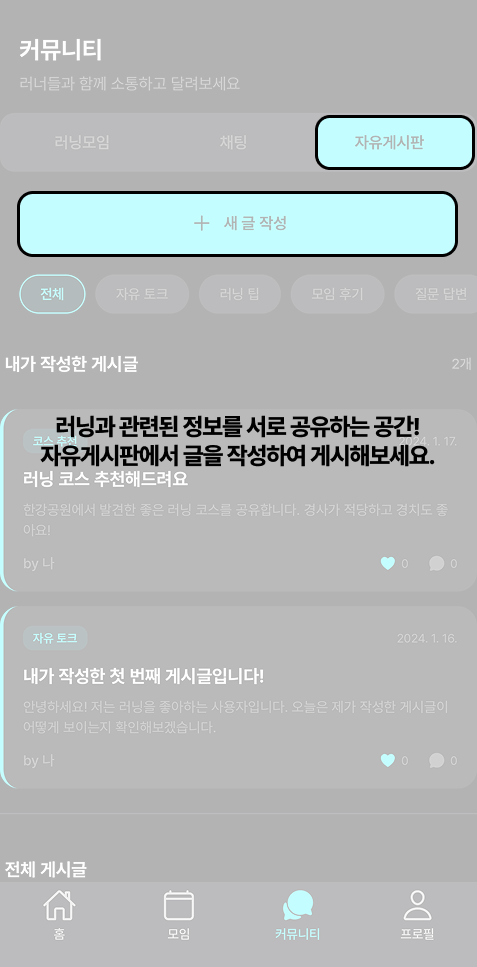 커뮤니티
러너들과 함께 소통하고 달려보세요
러닝모임 채팅 자유게시판
+ 새 글 작성
전체 자유 토크 러닝 팁 모임 후기 질문 답변
내가 작성한 게시글 2개
러닝과 관련된 정보를 서로 공유하는 공간!
자유게시판에서 글을 작성하여 게시해보세요.
코스 추천 2024. 1. 17.
러닝 코스 추천해드려요
한강공원에서 발견한 좋은 러닝 코스를 공유합니다. 경사가 적당하고 경치도 좋
아요!
by 나 0 0
자유 토크 2024. 1. 16.
내가 작성한 첫 번째 게시글입니다!
안녕하세요! 저는 러닝을 좋아하는 사용자입니다. 오늘은 제가 작성한 게시글이
어떻게 보이는지 확인해보겠습니다.
by 나 0 0
전체 게시글
홈 모임 커뮤니티 프로필